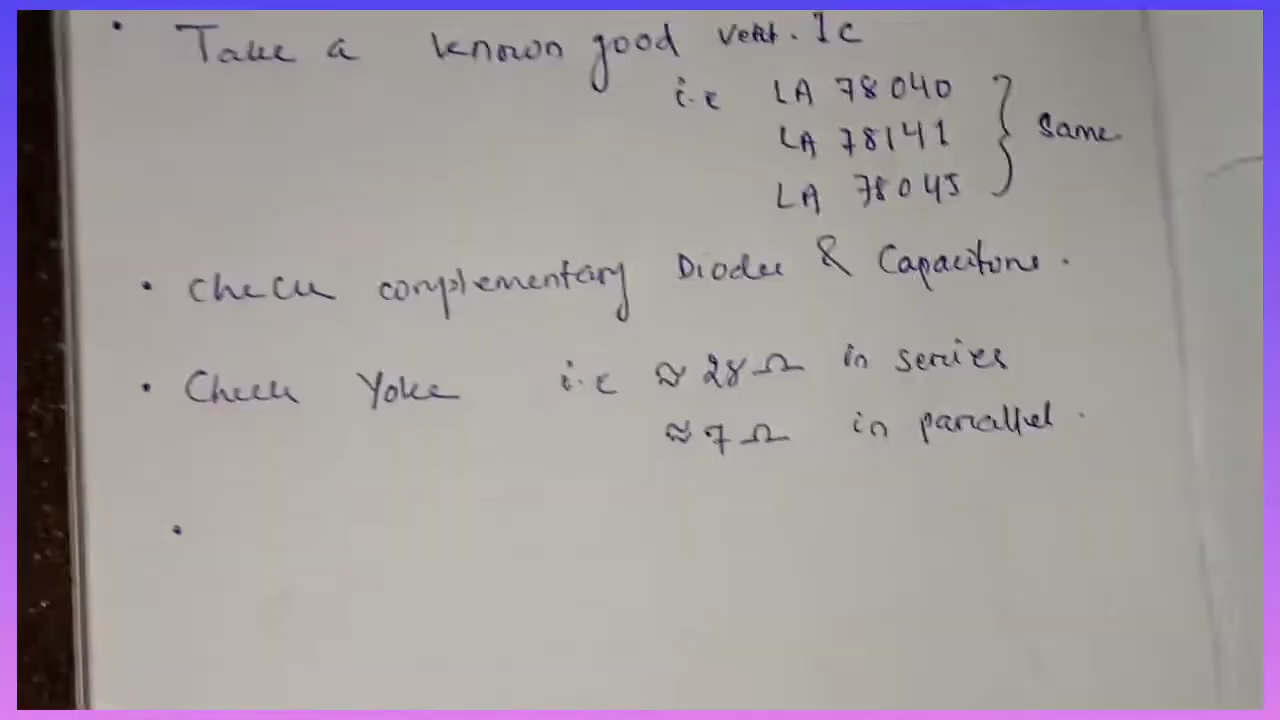 • Take a known good vert. Ic
i.e LA 78040
LA 78141
LA 78045
} same.
• Check complementary Diodes & Capacitors.
• Check Yoke i.e ≈ 28 Ω in series
≈ 7 Ω in parallel.
•